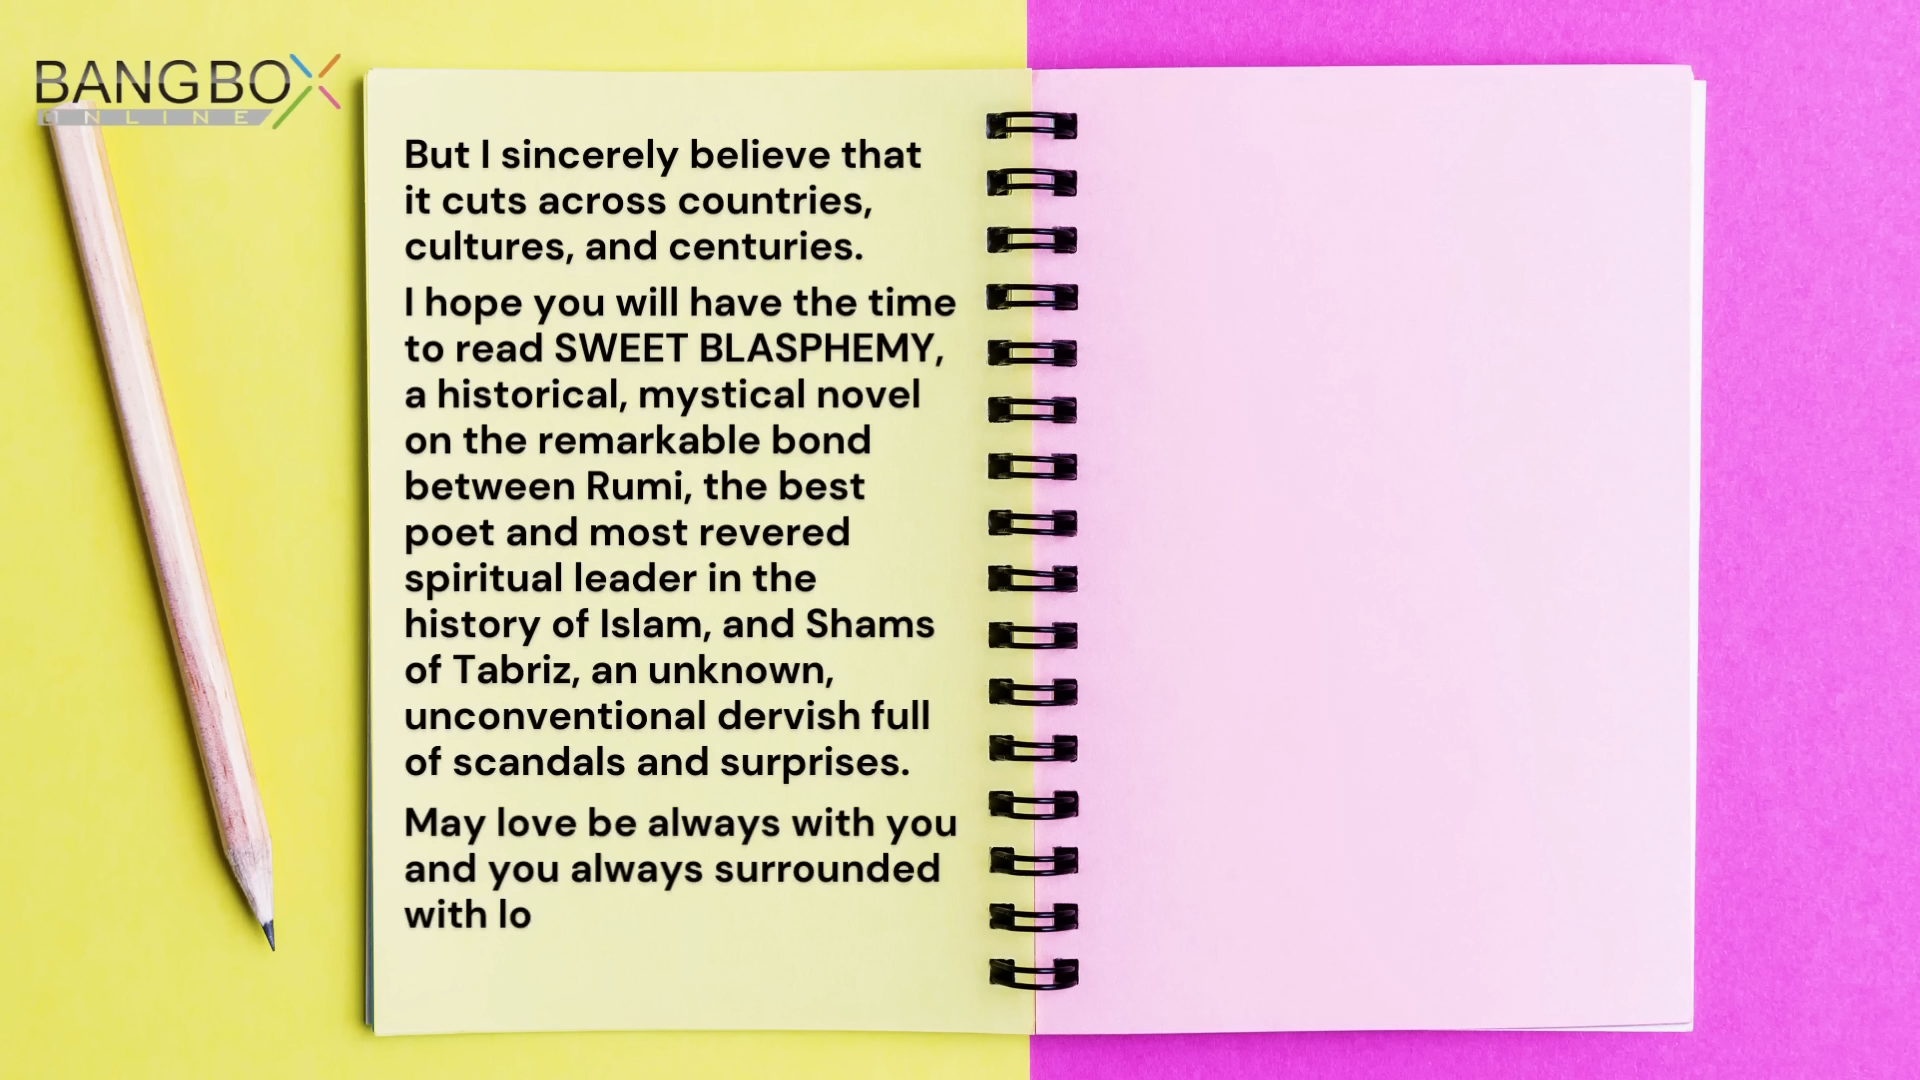 BANGBOX
ONLINE
But I sincerely believe that
it cuts across countries,
cultures, and centuries.
I hope you will have the time
to read SWEET BLASPHEMY,
a historical, mystical novel
on the remarkable bond
between Rumi, the best
poet and most revered
spiritual leader in the
history of Islam, and Shams
of Tabriz, an unknown,
unconventional dervish full
of scandals and surprises.
May love be always with you
and you always surrounded
with lo